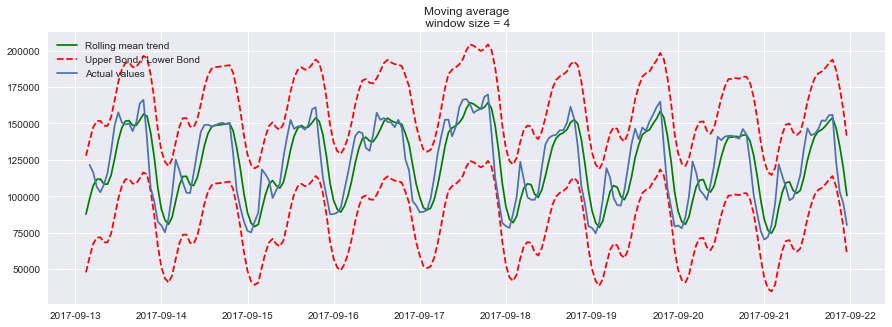 Moving average
window size = 4
Rolling mean trend
Upper Bond / Lower Bond
Actual values
200000
175000
150000
125000
100000
75000
50000
2017-09-13 2017-09-14 2017-09-15 2017-09-16 2017-09-17 2017-09-18 2017-09-19 2017-09-20 2017-09-21 2017-09-22